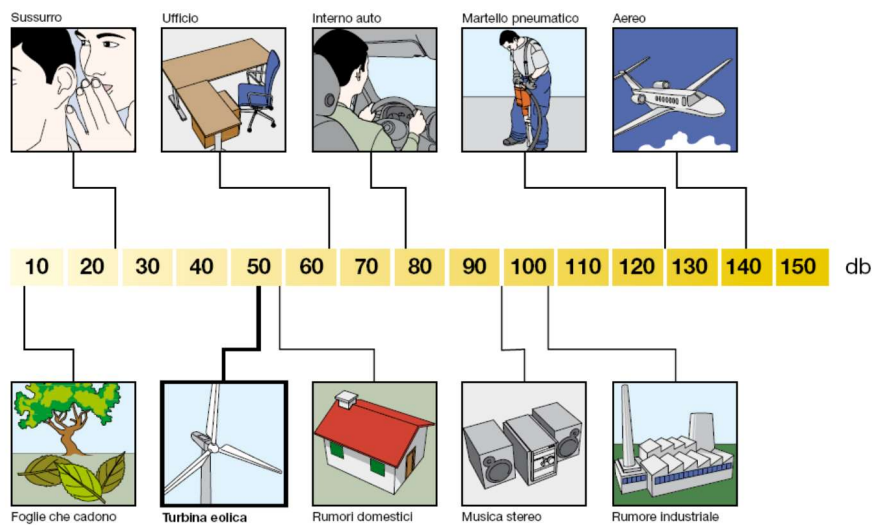 Sussurro
Ufficio
Interno auto
Martello pneumatico
Aereo
10 20 30 40 50 60 70 80 90 100 110 120 130 140 150 db
Foglie che cadono
Turbina eolica
Rumori domestici
Musica stereo
Rumore industriale